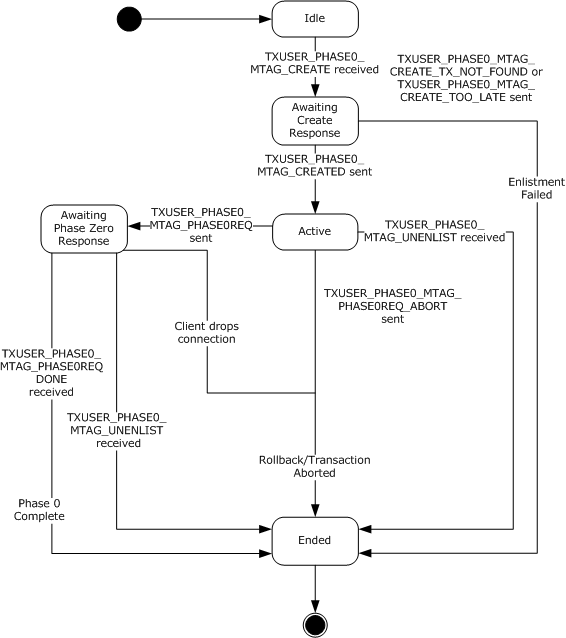 Idle
TXUSER_PHASE0_
MTAG_CREATE received
TXUSER_PHASE0_MTAG_
CREATE_TX_NOT_FOUND or
TXUSER_PHASE0_MTAG_
CREATE_TOO_LATE sent
Awaiting
Create
Response
TXUSER_PHASE0_
MTAG_CREATED sent
Enlistment
Failed
Awaiting
Phase Zero
Response
TXUSER_PHASE0_
MTAG_PHASE0REQ
sent
Active
TXUSER_PHASE0_
MTAG_UNENLIST received
TXUSER_PHASE0_MTAG_
PHASE0REQ_ABORT
sent
Client drops
connection
TXUSER_PHASE0_
MTAG_PHASE0REQ
DONE
received
TXUSER_PHASE0_
MTAG_UNENLIST
received
Rollback/Transaction
Aborted
Phase 0
Complete
Ended